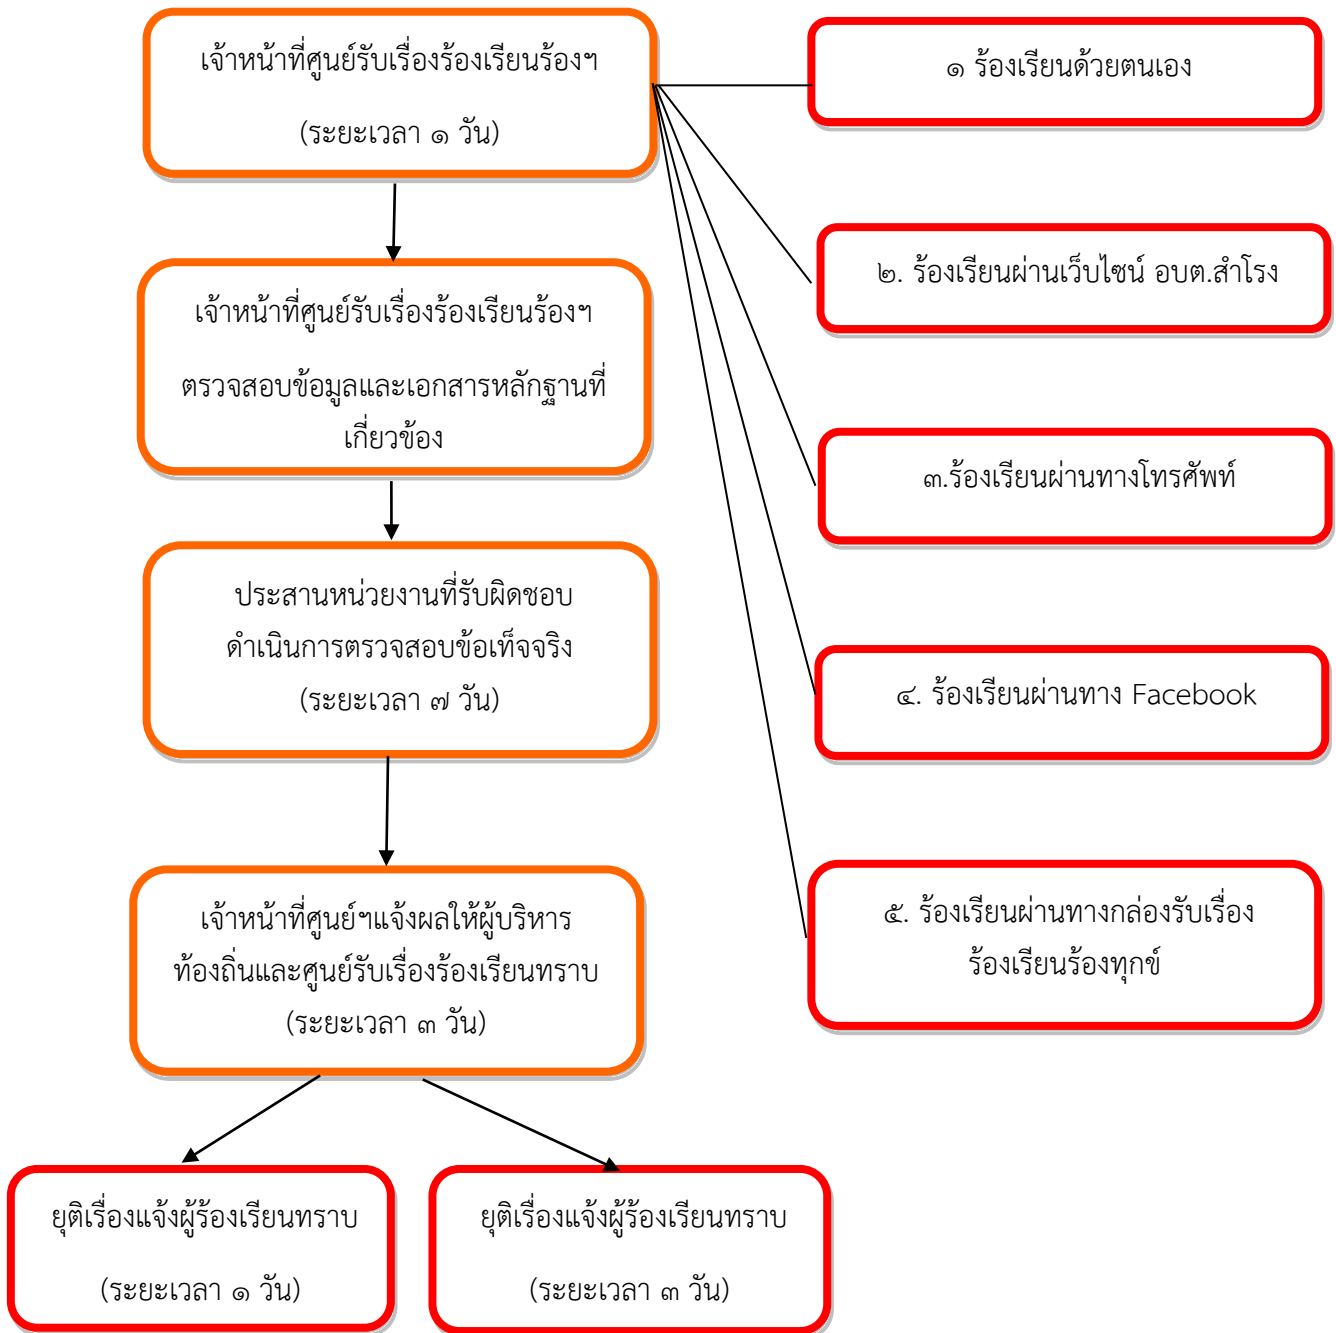 เจ้าหน้าที่ศูนย์รับเรื่องร้องเรียนร้องฯ
(ระยะเวลา ๑ วัน)
เจ้าหน้าที่ศูนย์รับเรื่องร้องเรียนร้องฯ
ตรวจสอบข้อมูลและเอกสารหลักฐานที่
เกี่ยวข้อง
ประสานหน่วยงานที่รับผิดชอบ
ดำเนินการตรวจสอบข้อเท็จจริง
(ระยะเวลา ๗ วัน)
เจ้าหน้าที่ศูนย์ฯแจ้งผลให้ผู้บริหาร
ท้องถิ่นและศูนย์รับเรื่องร้องเรียนทราบ
(ระยะเวลา ๓ วัน)
ยุติเรื่องแจ้งผู้ร้องเรียนทราบ
(ระยะเวลา ๑ วัน)
ยุติเรื่องแจ้งผู้ร้องเรียนทราบ
(ระยะเวลา ๓ วัน)
๑ ร้องเรียนด้วยตนเอง
๒. ร้องเรียนผ่านเว็บไซน์ อบต.สำโรง
๓.ร้องเรียนผ่านทางโทรศัพท์
๔. ร้องเรียนผ่านทาง Facebook
๕. ร้องเรียนผ่านทางกล่องรับเรื่อง
ร้องเรียนร้องทุกข์